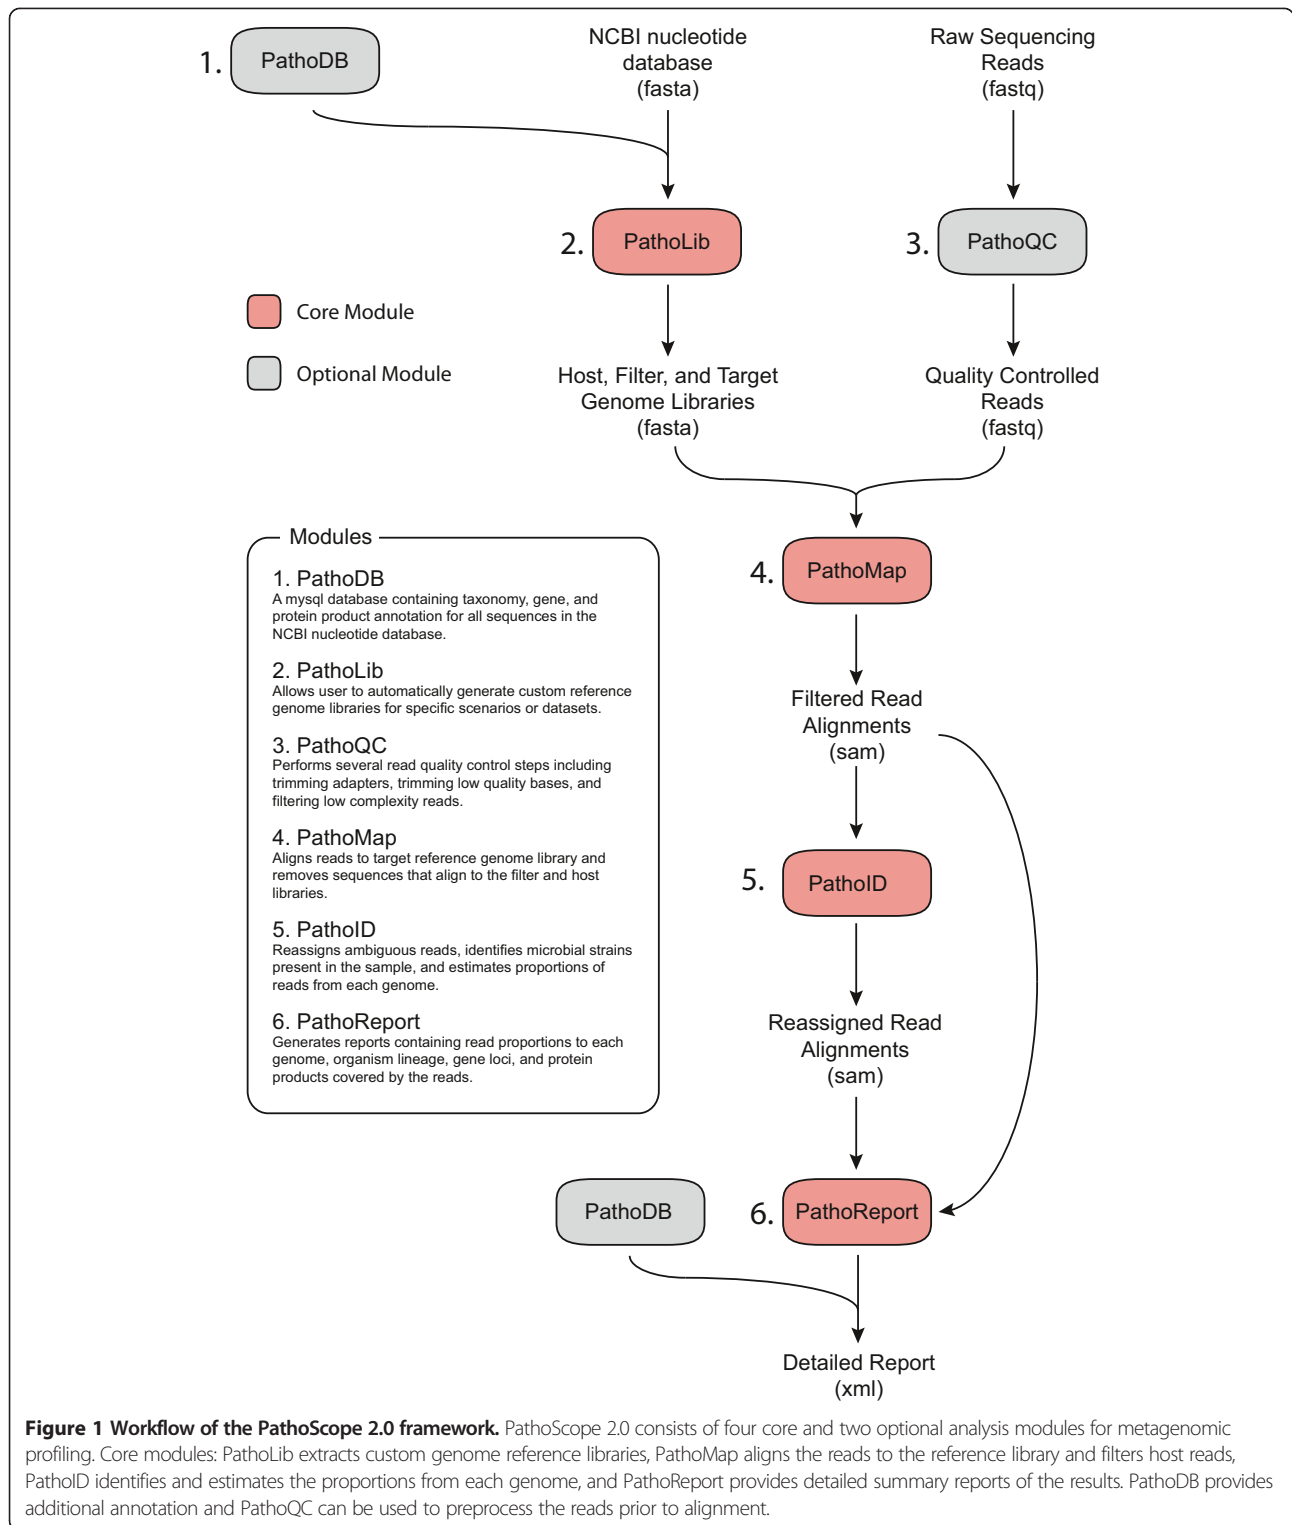 1. PathoDB
NCBI nucleotide
database
(fasta)
Raw Sequencing
Reads
(fastq)
2. PathoLib
3. PathoQC
Core Module
Optional Module
Host, Filter, and Target
Genome Libraries
(fasta)
Quality Controlled
Reads
(fastq)
4. PathoMap
Modules
1. PathoDB
A mysql database containing taxonomy, gene, and
protein product annotation for all sequences in the
NCBI nucleotide database.
2. PathoLib
Allows user to automatically generate custom reference
genome libraries for specific scenarios or datasets.
3. PathoQC
Performs several read quality control steps including
trimming adapters, trimming low quality bases, and
filtering low complexity reads.
4. PathoMap
Aligns reads to target reference genome library and
removes sequences that align to the filter and host
libraries.
5. PathoID
Reassigns ambiguous reads, identifies microbial strains
present in the sample, and estimates proportions of
reads from each genome.
6. PathoReport
Generates reports containing read proportions to each
genome, organism lineage, gene loci, and protein
products covered by the reads.
Filtered Read
Alignments
(sam)
5. PathoID
Reassigned Read
Alignments
(sam)
PathoDB
6. PathoReport
Detailed Report
(xml)
Figure 1 Workflow of the PathoScope 2.0 framework. PathoScope 2.0 consists of four core and two optional analysis modules for metagenomic
profiling. Core modules: PathoLib extracts custom genome reference libraries, PathoMap aligns the reads to the reference library and filters host reads,
PathoID identifies and estimates the proportions from each genome, and PathoReport provides detailed summary reports of the results. PathoDB provides
additional annotation and PathoQC can be used to preprocess the reads prior to alignment.